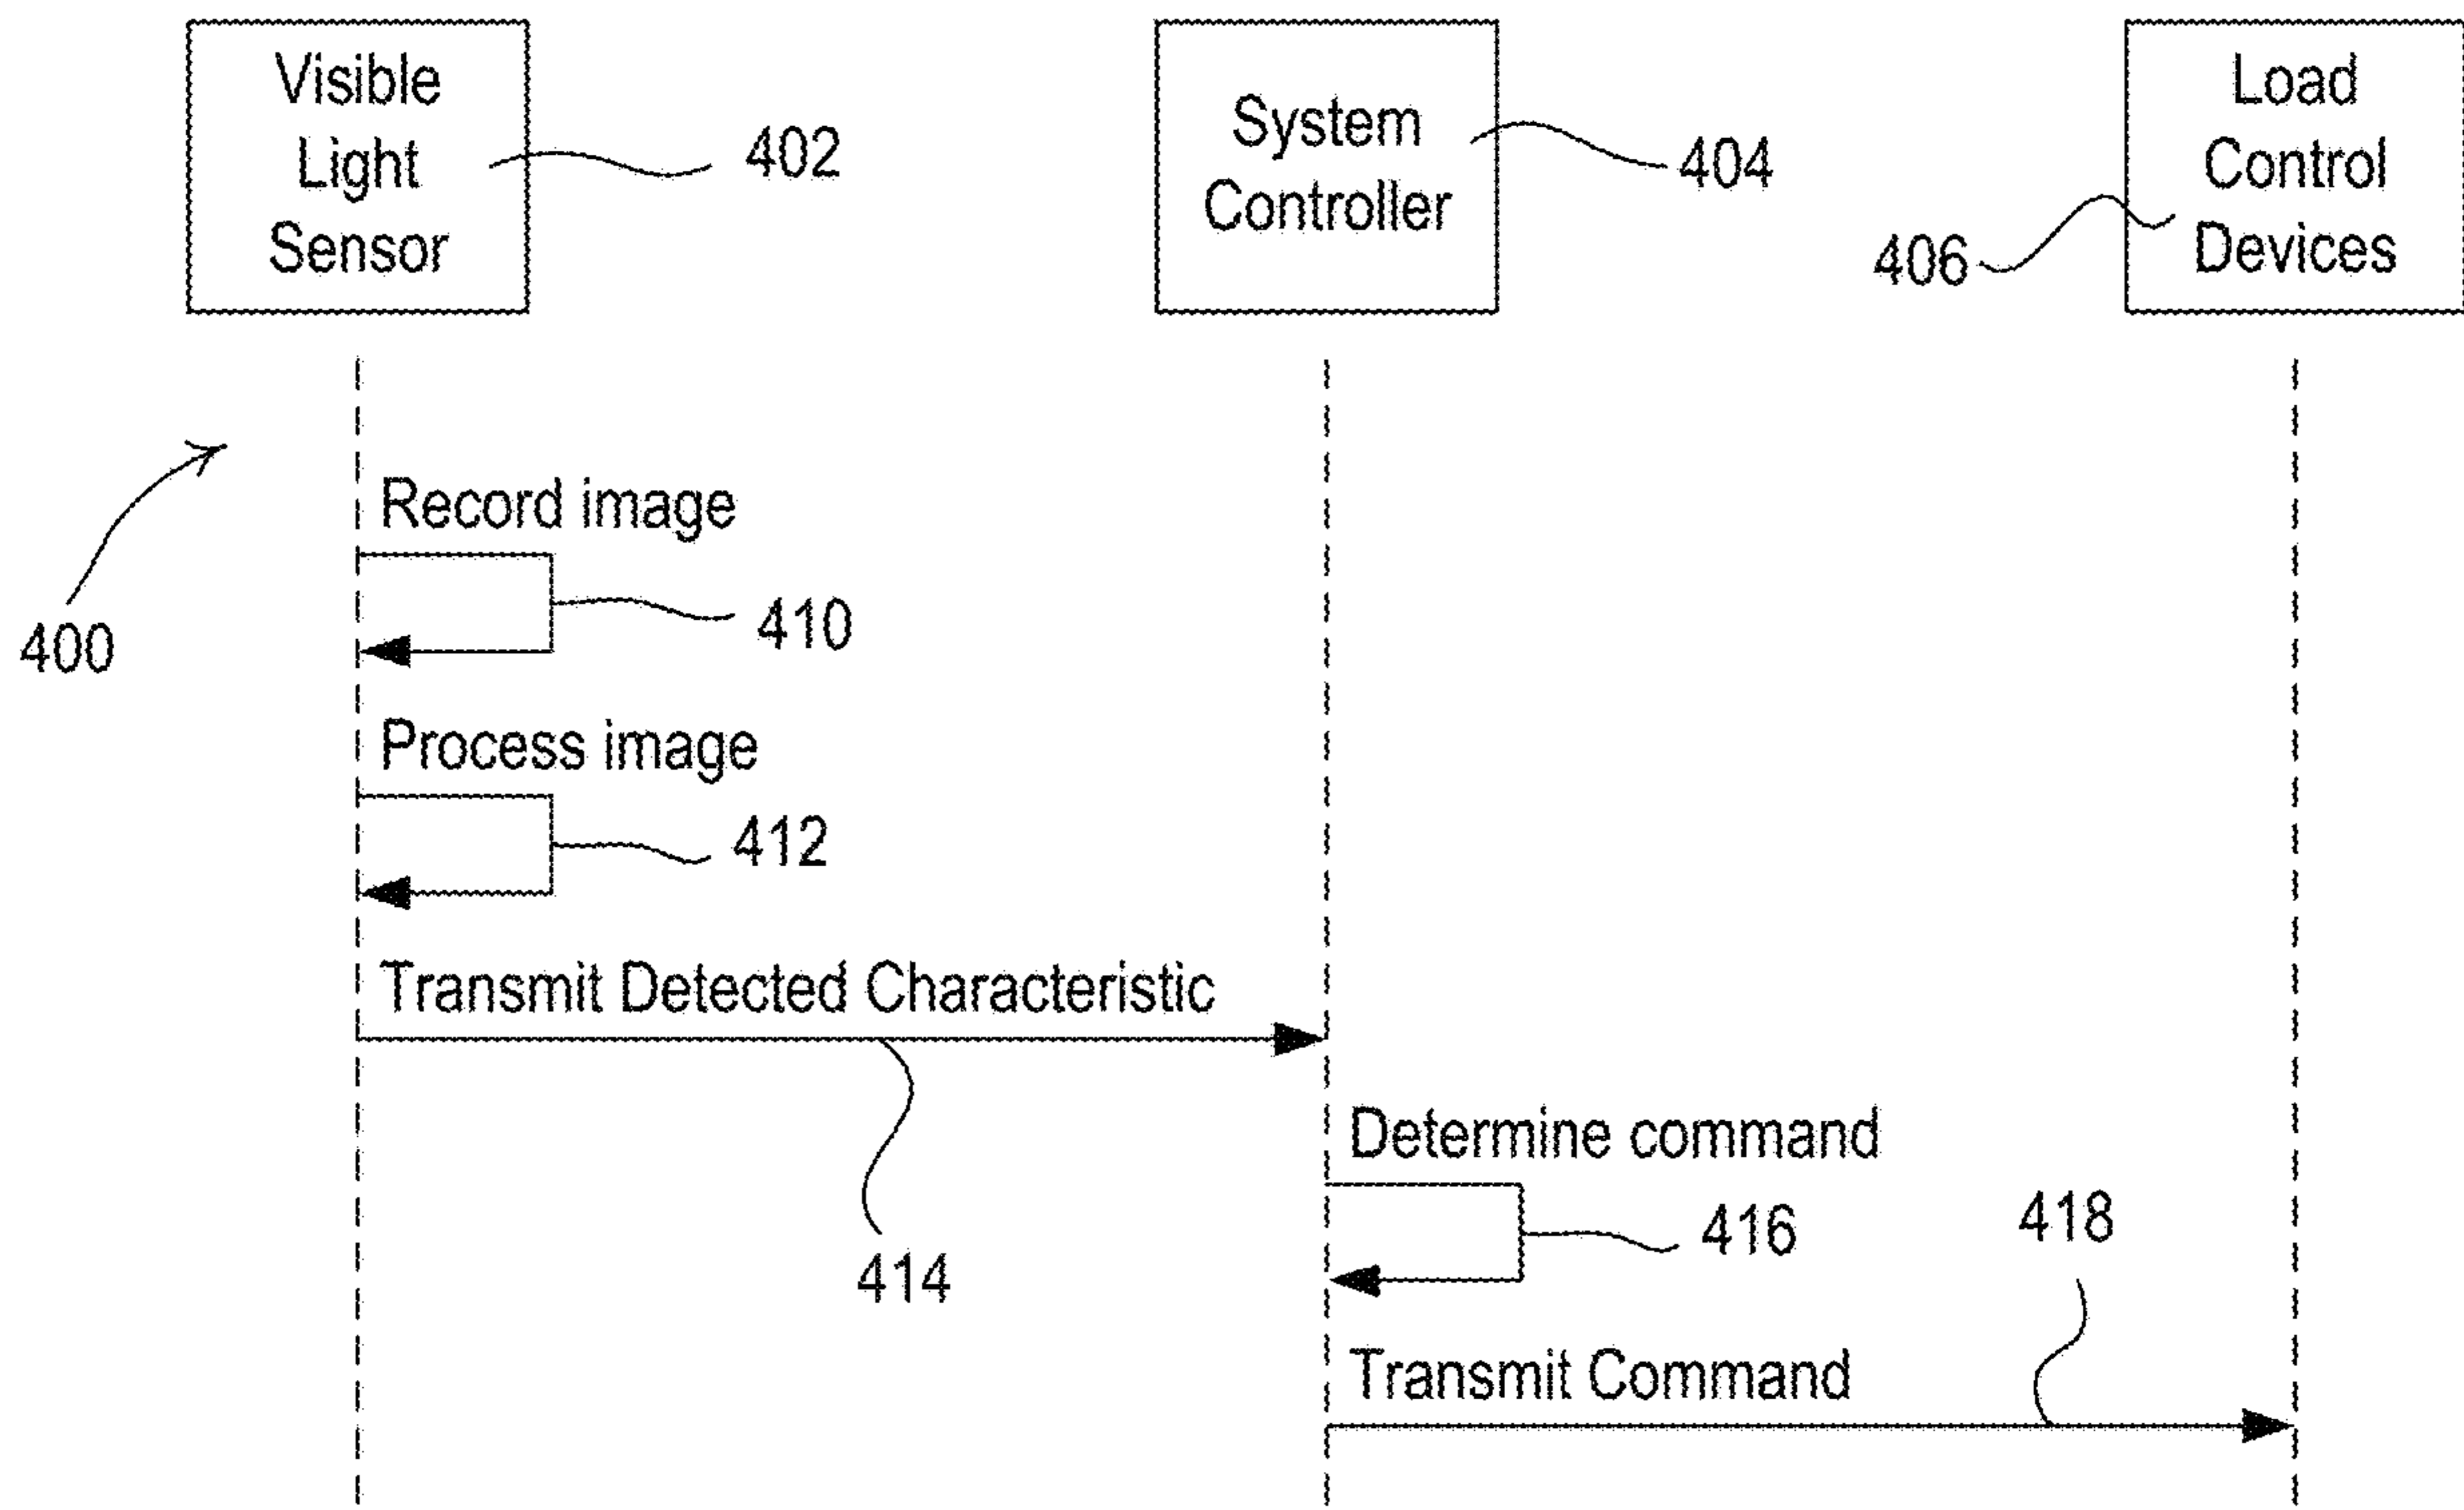 Visible
Light
Sensor
402
System
Controller
404
Load
Control
Devices
406
400
Record image
410
Process image
412
Transmit Detected Characteristic
414
Determine command
416
418
Transmit Command